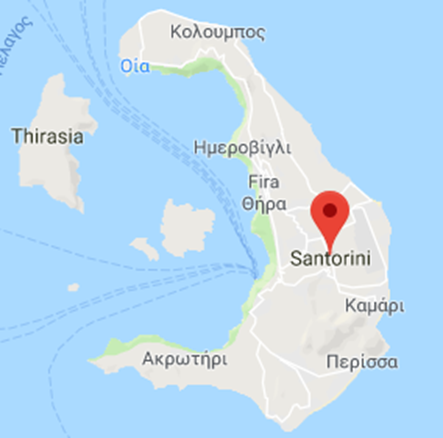 Κολουμπος
Οία
Thirasia
Ημεροβίγλι
Fira
Θήρα
Santorini
Καμάρι
Ακρωτήρι
Περίσσα